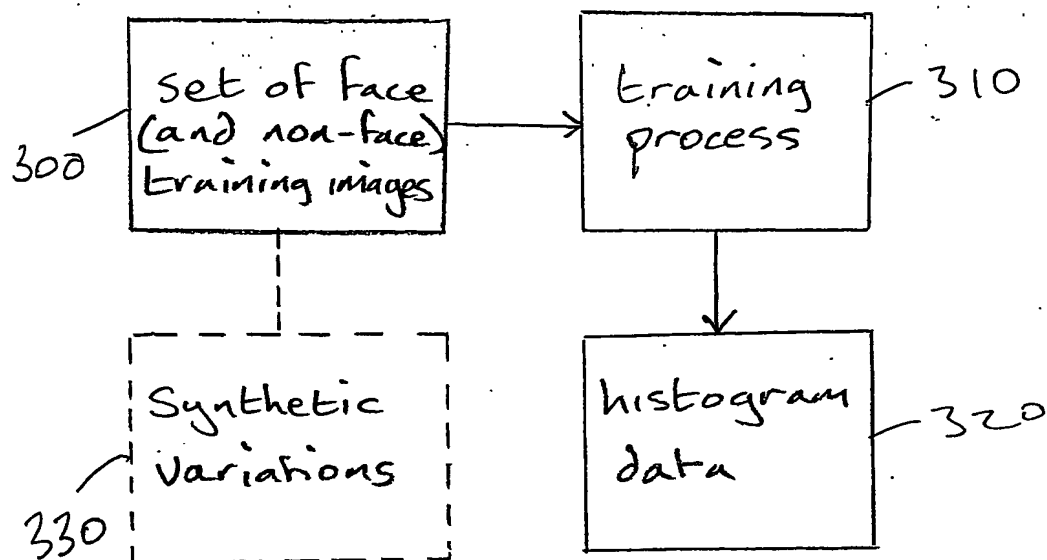 set of face
(and non-face)
training images
300
training
process
310
Synthetic
variations
330
histogram
data
320